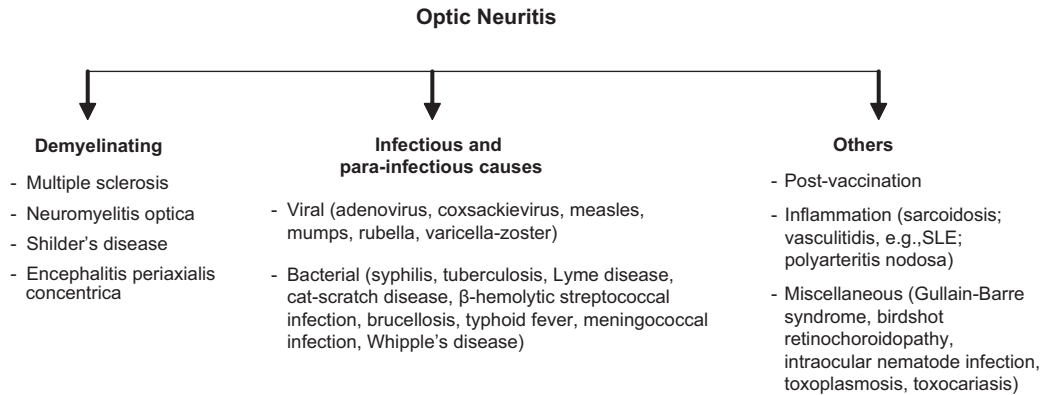 Optic Neuritis
Demyelinating
- Multiple sclerosis
- Neuromyelitis optica
- Shilder's disease
- Encephalitis periaxialis
concentrica
Infectious and
para-infectious causes
- Viral (adenovirus, coxsackievirus, measles,
mumps, rubella, varicella-zoster)
- Bacterial (syphilis, tuberculosis, Lyme disease,
cat-scratch disease, β-hemolytic streptococcal
infection, brucellosis, typhoid fever, meningococcal
infection, Whipple's disease)
Others
- Post-vaccination
- Inflammation (sarcoidosis;
vasculitidis, e.g.,SLE;
polyarteritis nodosa)
- Miscellaneous (Gullain-Barre
syndrome, birdshot
retinochoroidopathy,
intraocular nematode infection,
toxoplasmosis, toxocariasis)